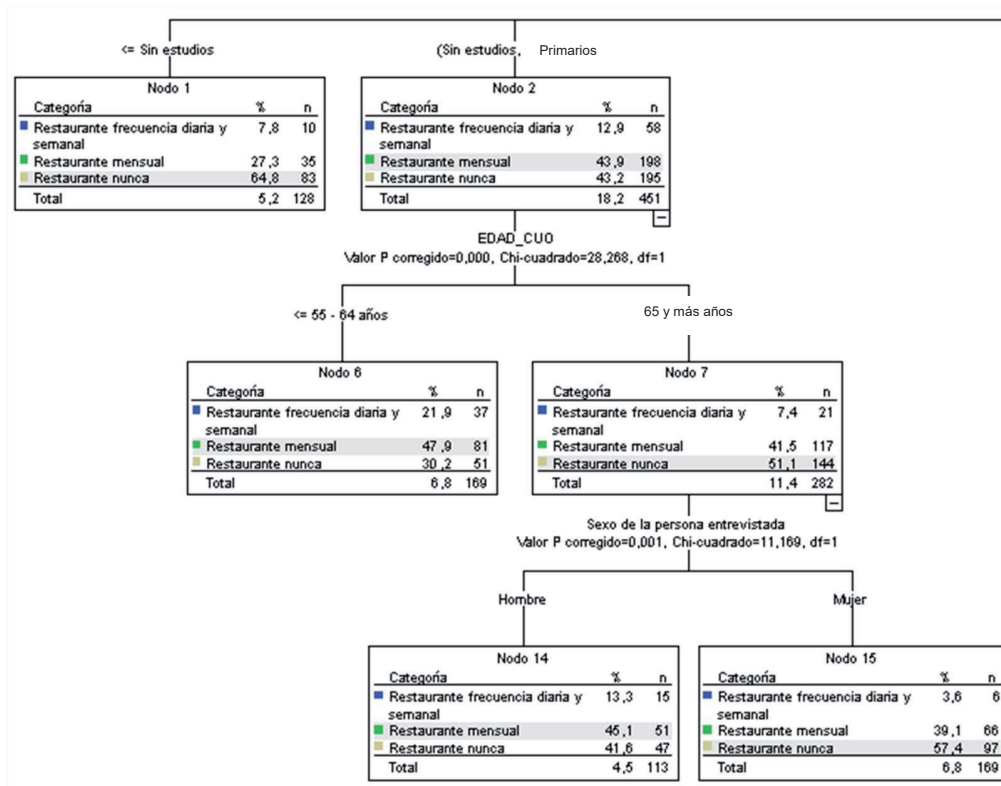 <= Sin estudios
(Sin estudios, Primarios
Nodo 1
Categoría % n
Restaurante frecuencia diaria y 7,8 10
semanal
Restaurante mensual 27,3 35
Restaurante nunca 64,8 83
Total 5,2 128
Nodo 2
Categoría % n
Restaurante frecuencia diaria y 12,9 58
semanal
Restaurante mensual 43,9 198
Restaurante nunca 43,2 195
Total 18,2 451
EDAD_CUO
Valor P corregido=0,000, Chi-cuadrado=28,268, df=1
<= 55 - 64 años
65 y más años
Nodo 6
Categoría % n
Restaurante frecuencia diaria y 21,9 37
semanal
Restaurante mensual 47,9 81
Restaurante nunca 30,2 51
Total 6,8 169
Nodo 7
Categoría % n
Restaurante frecuencia diaria y 7,4 21
semanal
Restaurante mensual 41,5 117
Restaurante nunca 51,1 144
Total 11,4 282
Sexo de la persona entrevistada
Valor P corregido=0,001, Chi-cuadrado=11,169, df=1
Hombre
Mujer
Nodo 14
Categoría % n
Restaurante frecuencia diaria y 13,3 15
semanal
Restaurante mensual 45,1 51
Restaurante nunca 41,6 47
Total 4,5 113
Nodo 15
Categoría % n
Restaurante frecuencia diaria y 3,6 6
semanal
Restaurante mensual 39,1 66
Restaurante nunca 57,4 97
Total 6,8 169